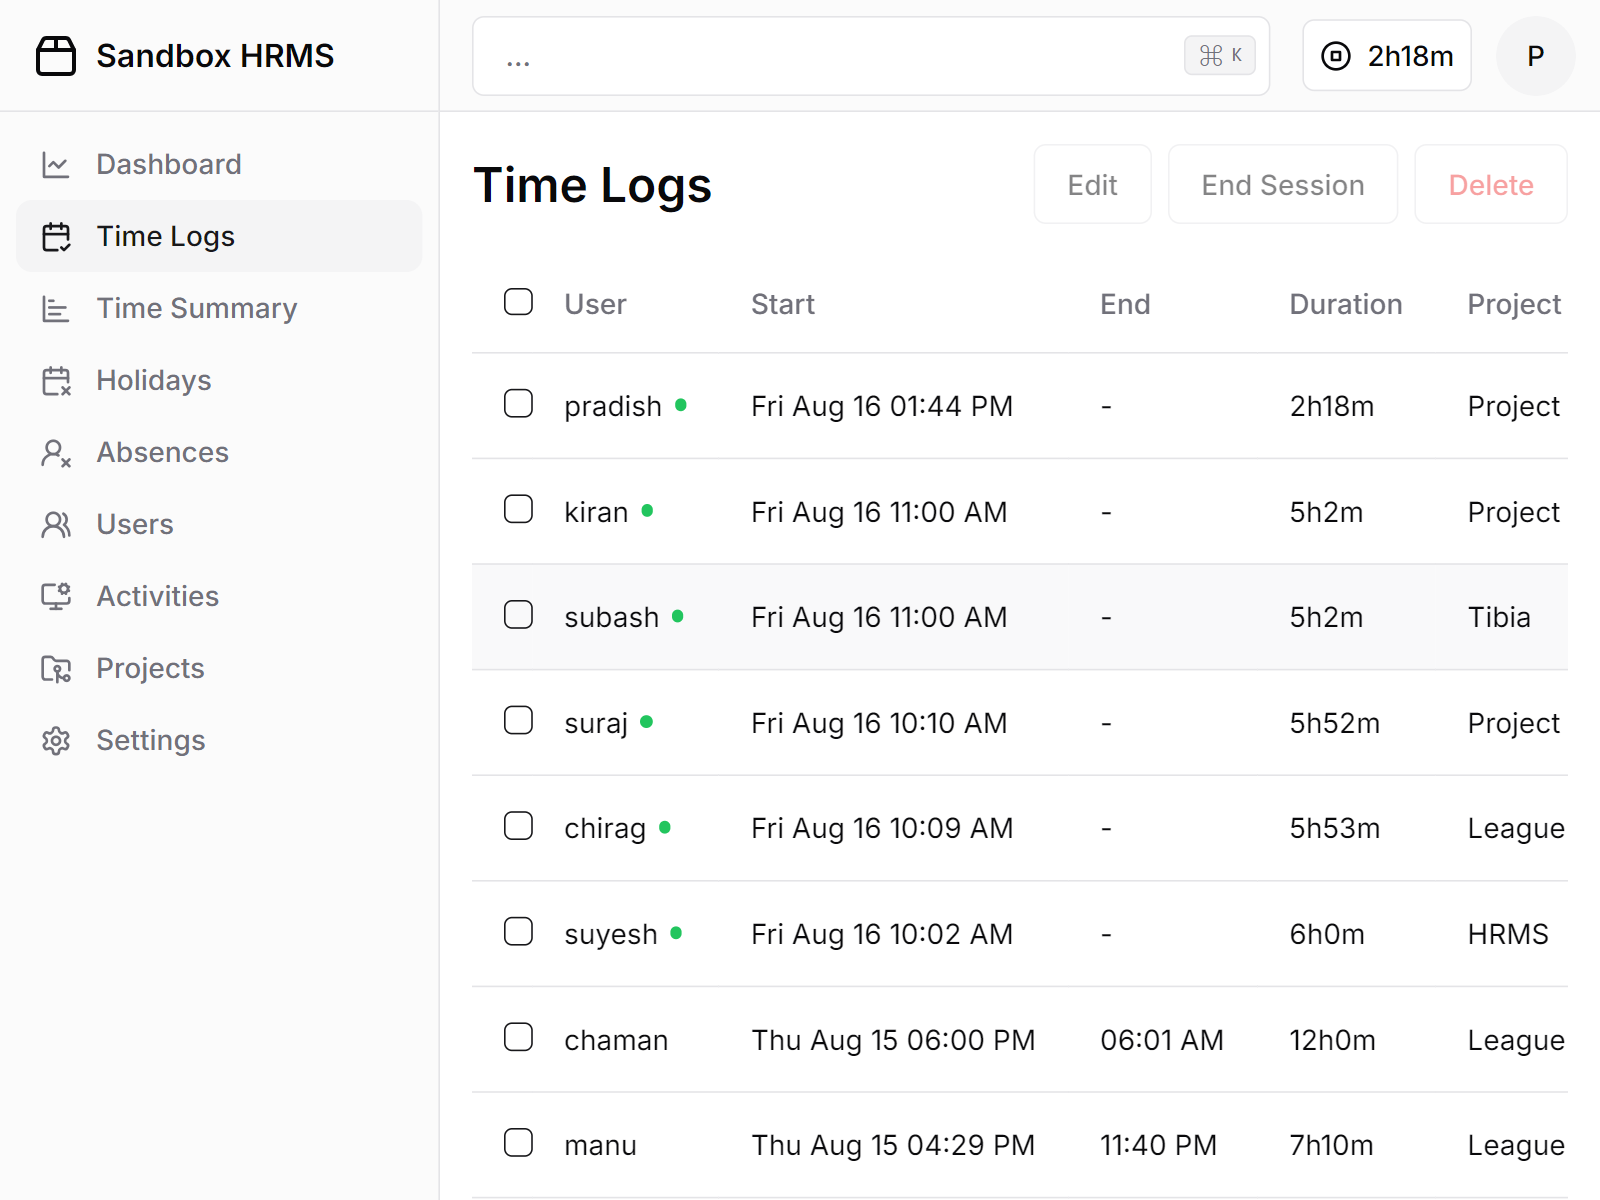 Sandbox HRMS
... ⌘ K
2h18m
P
Dashboard
Time Logs
Time Summary
Holidays
Absences
Users
Activities
Projects
Settings
Time Logs
Edit End Session Delete
User Start End Duration Project
pradish Fri Aug 16 01:44 PM - 2h18m Project
kiran Fri Aug 16 11:00 AM - 5h2m Project
subash Fri Aug 16 11:00 AM - 5h2m Tibia
suraj Fri Aug 16 10:10 AM - 5h52m Project
chirag Fri Aug 16 10:09 AM - 5h53m League
suyesh Fri Aug 16 10:02 AM - 6h0m HRMS
chaman Thu Aug 15 06:00 PM 06:01 AM 12h0m League
manu Thu Aug 15 04:29 PM 11:40 PM 7h10m League